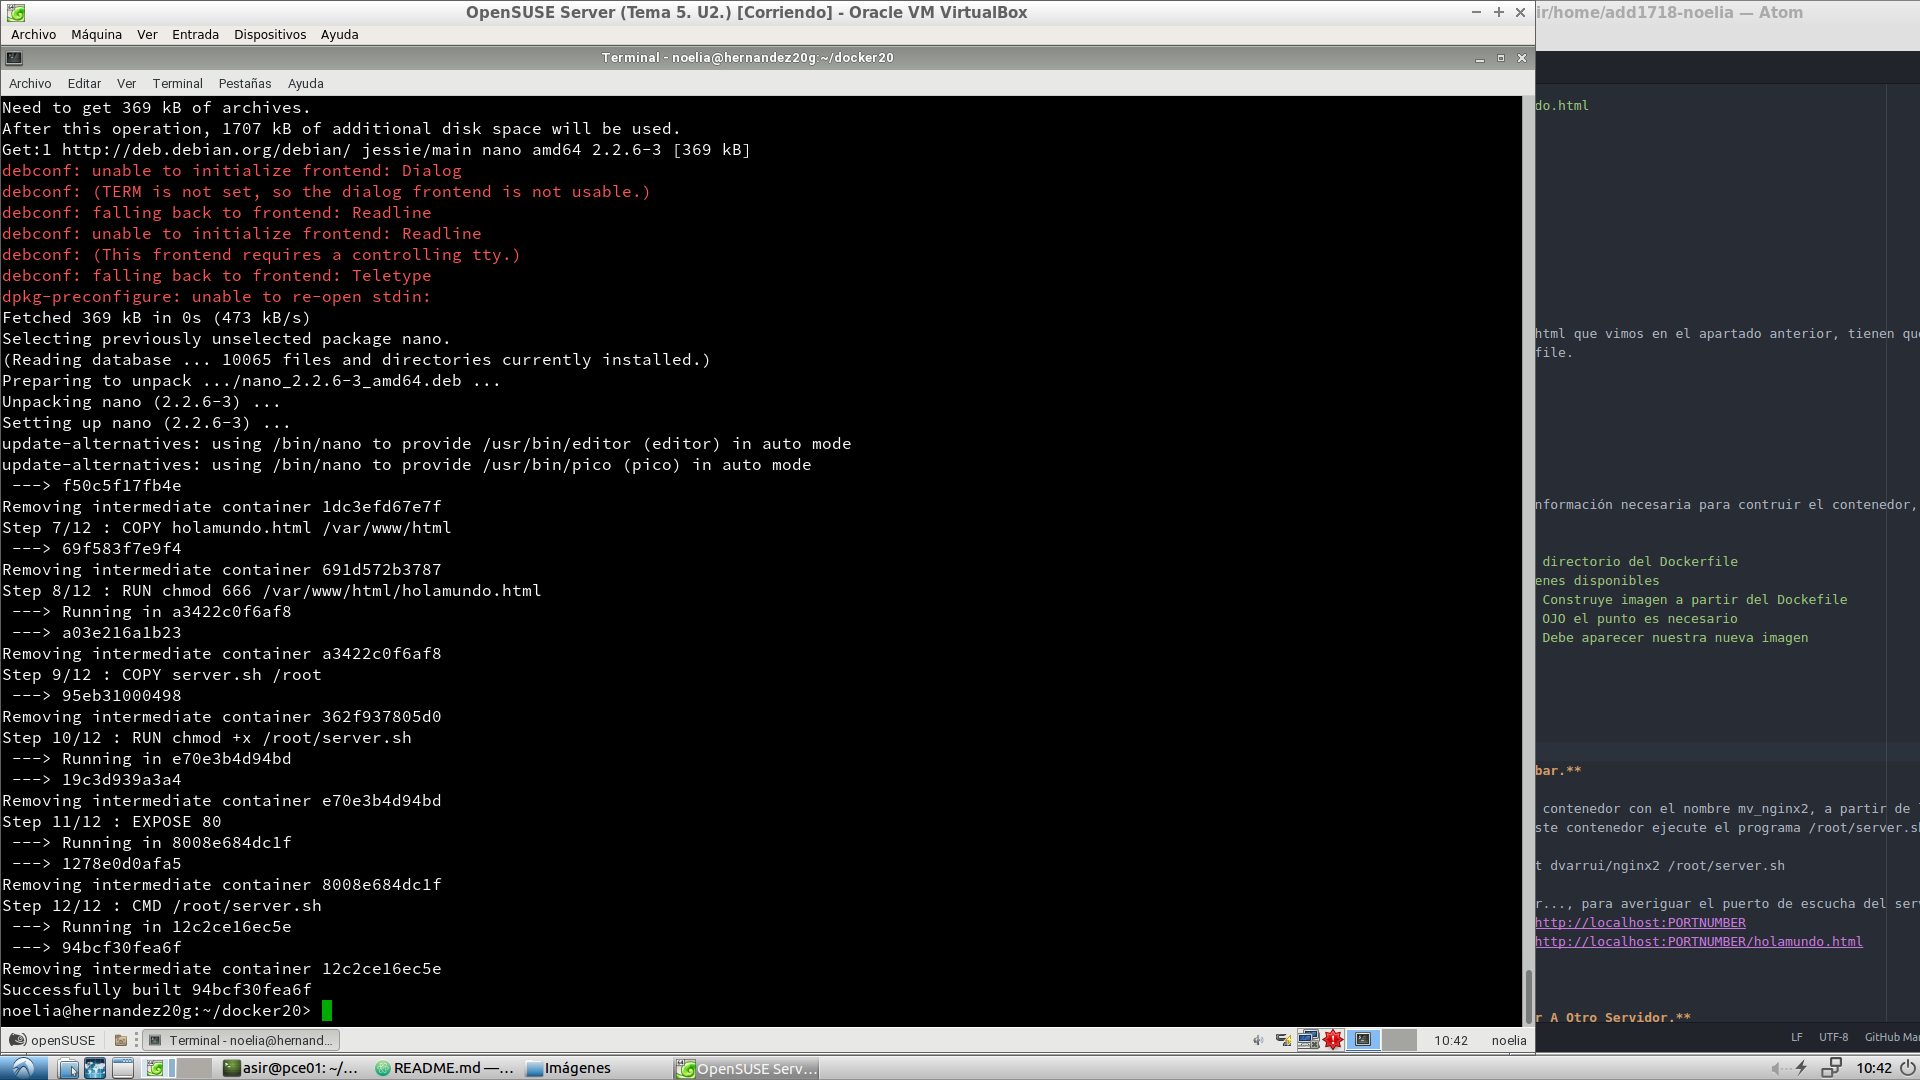 OpenSUSE Server (Tema 5. U2.) [Corriendo] - Oracle VM VirtualBox
Archivo Máquina Ver Entrada Dispositivos Ayuda
Terminal - noelia@hernandez20g:~/docker20
Archivo Editar Ver Terminal Pestañas Ayuda
Need to get 369 kB of archives.
After this operation, 1707 kB of additional disk space will be used.
Get:1 http://deb.debian.org/debian/ jessie/main nano amd64 2.2.6-3 [369 kB]
debconf: unable to initialize frontend: Dialog
debconf: (TERM is not set, so the dialog frontend is not usable.)
debconf: falling back to frontend: Readline
debconf: unable to initialize frontend: Readline
debconf: (This frontend requires a controlling tty.)
debconf: falling back to frontend: Teletype
dpkg-preconfigure: unable to re-open stdin:
Fetched 369 kB in 0s (473 kB/s)
Selecting previously unselected package nano.
(Reading database ... 10065 files and directories currently installed.)
Preparing to unpack .../nano_2.2.6-3_amd64.deb ...
Unpacking nano (2.2.6-3) ...
Setting up nano (2.2.6-3) ...
update-alternatives: using /bin/nano to provide /usr/bin/editor (editor) in auto mode
update-alternatives: using /bin/nano to provide /usr/bin/pico (pico) in auto mode
---> f50c5f17fb4e
Removing intermediate container 1dc3efd67e7f
Step 7/12 : COPY holamundo.html /var/www/html
---> 69f583f7e9f4
Removing intermediate container 691d572b3787
Step 8/12 : RUN chmod 666 /var/www/html/holamundo.html
---> Running in a3422c0f6af8
---> a03e216a1b23
Removing intermediate container a3422c0f6af8
Step 9/12 : COPY server.sh /root
---> 95eb31000498
Removing intermediate container 362f937805d0
Step 10/12 : RUN chmod +x /root/server.sh
---> Running in e70e3b4d94bd
---> 19c3d939a3a4
Removing intermediate container e70e3b4d94bd
Step 11/12 : EXPOSE 80
---> Running in 8008e684dc1f
---> 1278e0d0afa5
Removing intermediate container 8008e684dc1f
Step 12/12 : CMD /root/server.sh
---> Running in 12c2ce16ec5e
---> 94bcf30fea6f
Removing intermediate container 12c2ce16ec5e
Successfully built 94bcf30fea6f
noelia@hernandez20g:~/docker20>
openSUSE Terminal - noelia@hernand... 10:42 noelia
ir/home/add1718-noelia — Atom
do.html
html que vimos en el apartado anterior, tienen que
file.
nformación necesaria para contruir el contenedor,
directorio del Dockerfile
enes disponibles
Construye imagen a partir del Dockefile
OJO el punto es necesario
Debe aparecer nuestra nueva imagen
bar.**
contenedor con el nombre mv_nginx2, a partir de
ste contenedor ejecute el programa /root/server.sh
t dvarrui/nginx2 /root/server.sh
r..., para averiguar el puerto de escucha del ser
http://localhost:PORTNUMBER
http://localhost:PORTNUMBER/holamundo.html
r A Otro Servidor.**
LF UTF-8 GitHub Mar
asir@pce01: ~/... README.md —... Imágenes OpenSUSE Serv... 10:42